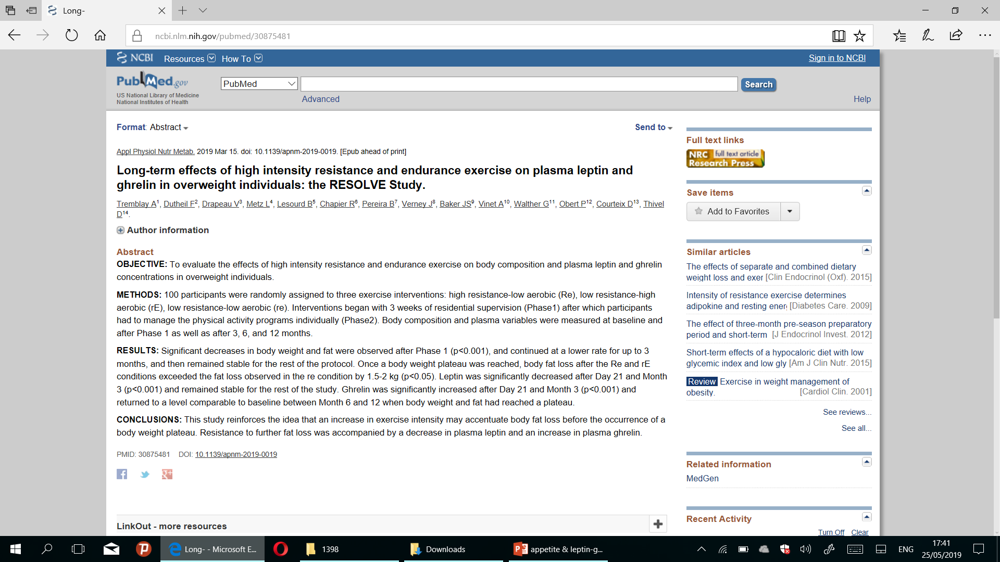 Long-
ncbi.nlm.nih.gov/pubmed/30875481
NCBI Resources How To Sign in to NCBI
PubMed.gov
US National Library of Medicine
National Institutes of Health
PubMed Search
Advanced Help
Format: Abstract Send to
Appl Physiol Nutr Metab. 2019 Mar 15. doi: 10.1139/apnm-2019-0019. [Epub ahead of print]
Long-term effects of high intensity resistance and endurance exercise on plasma leptin and
ghrelin in overweight individuals: the RESOLVE Study.
Tremblay A1, Dutheil F2, Drapeau V3, Metz L4, Lesourd B5, Chapier R6, Pereira B7, Verney J8, Baker JS9, Vinet A10, Walther G11, Obert P12, Courteix D13, Thivel
D14.
Author information
Abstract
OBJECTIVE: To evaluate the effects of high intensity resistance and endurance exercise on body composition and plasma leptin and ghrelin
concentrations in overweight individuals.
METHODS: 100 participants were randomly assigned to three exercise interventions: high resistance-low aerobic (Re), low resistance-high
aerobic (rE), low resistance-low aerobic (re). Interventions began with 3 weeks of residential supervision (Phase1) after which participants
had to manage the physical activity programs individually (Phase2). Body composition and plasma variables were measured at baseline and
after Phase 1 as well as after 3, 6, and 12 months.
RESULTS: Significant decreases in body weight and fat were observed after Phase 1 (p<0.001), and continued at a lower rate for up to 3
months, and then remained stable for the rest of the protocol. Once a body weight plateau was reached, body fat loss after the Re and rE
conditions exceeded the fat loss observed in the re condition by 1.5-2 kg (p<0.05). Leptin was significantly decreased after Day 21 and Month
3 (p<0.001) and remained stable for the rest of the study. Ghrelin was significantly increased after Day 21 and Month 3 (p<0.001) and
returned to a level comparable to baseline between Month 6 and 12 when body weight and fat had reached a plateau.
CONCLUSIONS: This study reinforces the idea that an increase in exercise intensity may accentuate body fat loss before the occurrence of a
body weight plateau. Resistance to further fat loss was accompanied by a decrease in plasma leptin and an increase in plasma ghrelin.
PMID: 30875481 DOI: 10.1139/apnm-2019-0019
g+
LinkOut - more resources
Full text links
NRC full text article
Research Press
Save items
Add to Favorites
Similar articles
The effects of separate and combined dietary
weight loss and exer [Clin Endocrinol (Oxf). 2015]
Intensity of resistance exercise determines
adipokine and resting ener [Diabetes Care. 2009]
The effect of three-month pre-season preparatory
period and short-term [J Endocrinol Invest. 2012]
Short-term effects of a hypocaloric diet with low
glycemic index and low gly [Am J Clin Nutr. 2015]
Review Exercise in weight management of
obesity. [Cardiol Clin. 2001]
See reviews...
See all...
Related information
MedGen
Recent Activity
Turn Off Clear
Long- - Microsoft E... 1398 Downloads appetite & leptin-g... ENG 17:41
25/05/2019